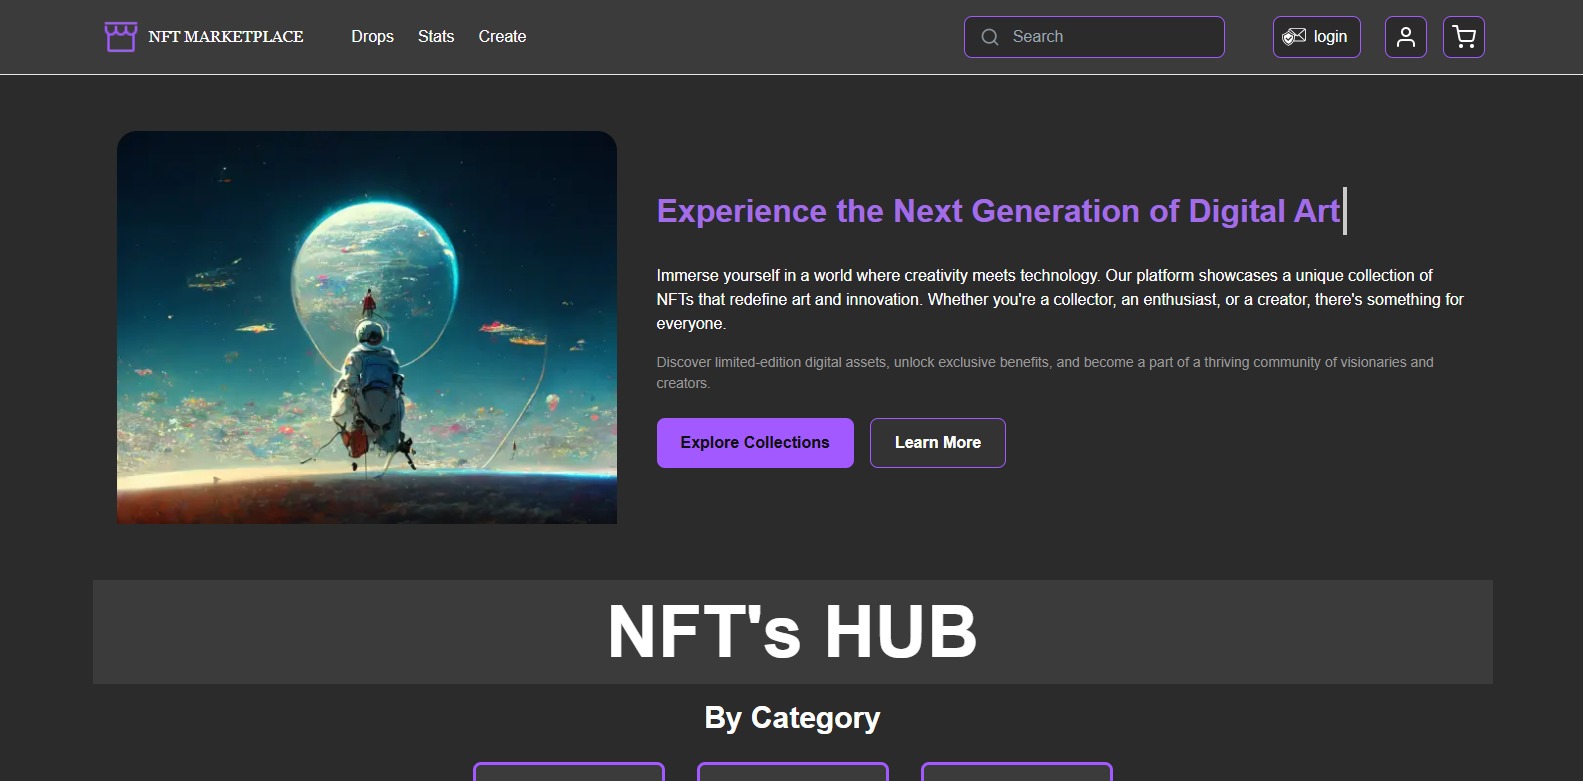 NFT MARKETPLACE Drops Stats Create Search login
Experience the Next Generation of Digital Art
Immerse yourself in a world where creativity meets technology. Our platform showcases a unique collection of
NFTs that redefine art and innovation. Whether you're a collector, an enthusiast, or a creator, there's something for
everyone.
Discover limited-edition digital assets, unlock exclusive benefits, and become a part of a thriving community of visionaries and
creators.
Explore Collections Learn More
NFT's HUB
By Category